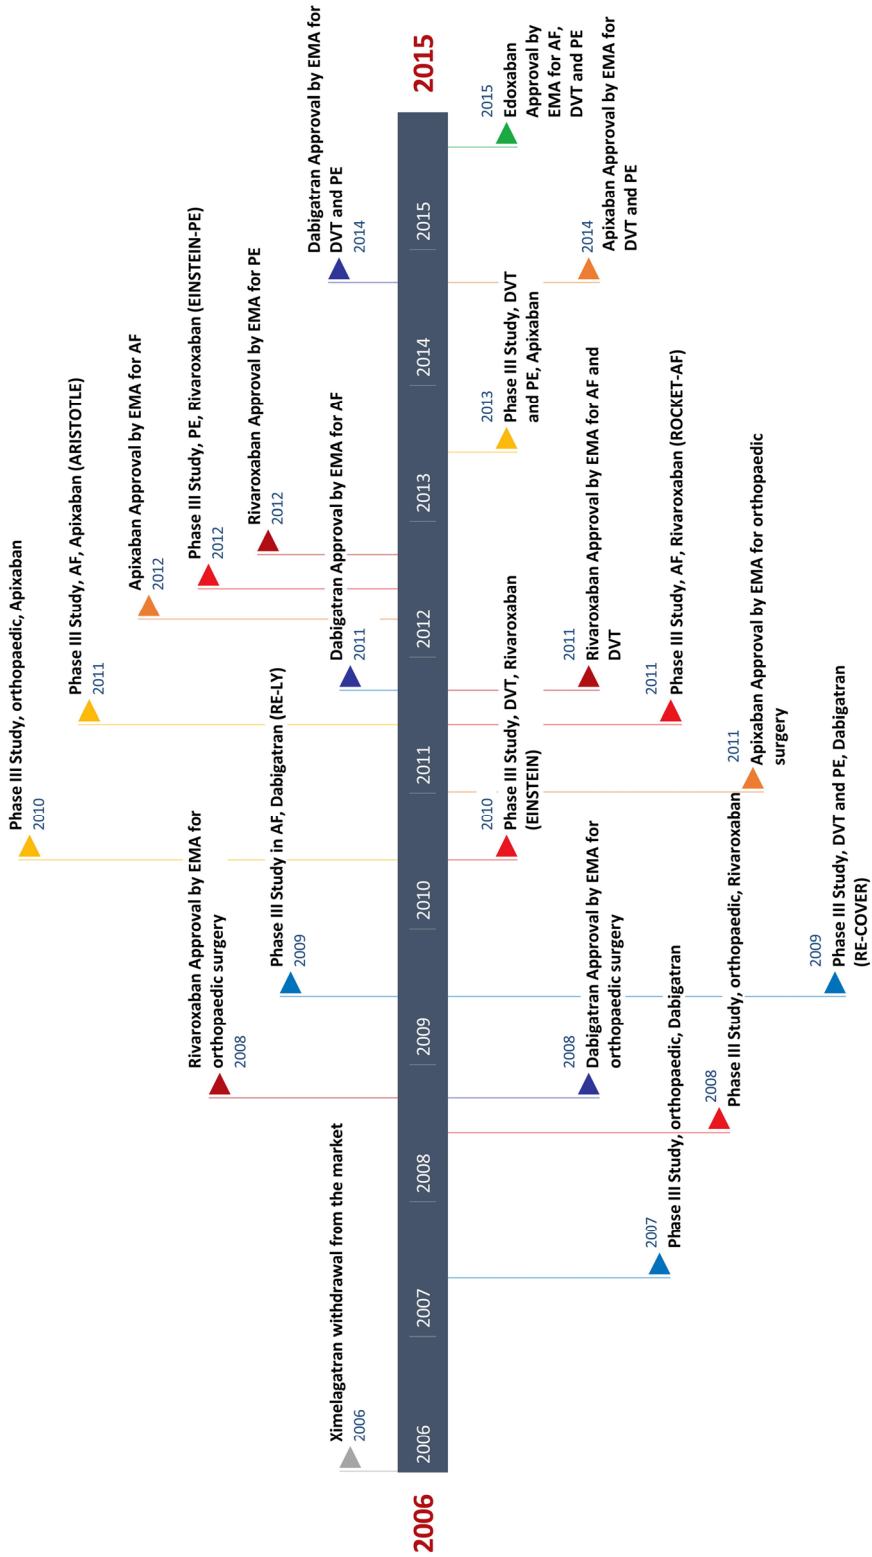 Phase III Study, orthopaedic, Apixaban
2010
Phase III Study, AF, Apixaban (ARISTOTLE)
2011
Apixaban Approval by EMA for AF
2012
Phase III Study, PE, Rivaroxaban (EINSTEIN-PE)
2012
Rivaroxaban Approval by EMA for
orthopaedic surgery
2008
Rivaroxaban Approval by EMA for PE
2012
Phase III Study in AF, Dabigatran (RE-LY)
2009
Dabigatran Approval by EMA for
DVT and PE
2014
Ximelagatran withdrawal from the market
2006
Dabigatran Approval by EMA for AF
2011
2006
2006
2007
2008
2009
2010
2011
2012
2013
2014
2015
2015
2010
Phase III Study, DVT, Rivaroxaban
(EINSTEIN)
2013
Phase III Study, DVT
and PE, Apixaban
2015
Edoxaban
Approval by
EMA for AF,
DVT and PE
2008
Dabigatran Approval by EMA for
orthopaedic surgery
2011
Rivaroxaban Approval by EMA for AF and
DVT
2014
Apixaban Approval by EMA for
DVT and PE
2007
Phase III Study, orthopaedic, Dabigatran
2011
Phase III Study, AF, Rivaroxaban (ROCKET-AF)
2008
Phase III Study, orthopaedic, Rivaroxaban
2011
Apixaban Approval by EMA for orthopaedic
surgery
2009
Phase III Study, DVT and PE, Dabigatran
(RE-COVER)